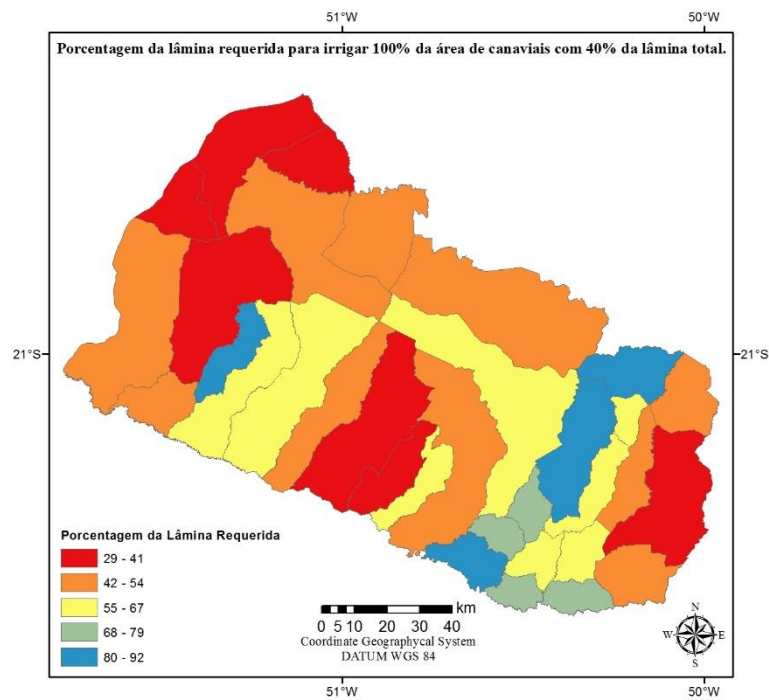 51°W 50°W
Porcentagem da lâmina requerida para irrigar 100% da área de canaviais com 40% da lâmina total.
21°S 21°S
Porcentagem da Lâmina Requerida
29 - 41
42 - 54
55 - 67
68 - 79
80 - 92
0 5 10 20 30 40 km
Coordinate Geographycal System
DATUM WGS 84
N
W E
S
51°W 50°W